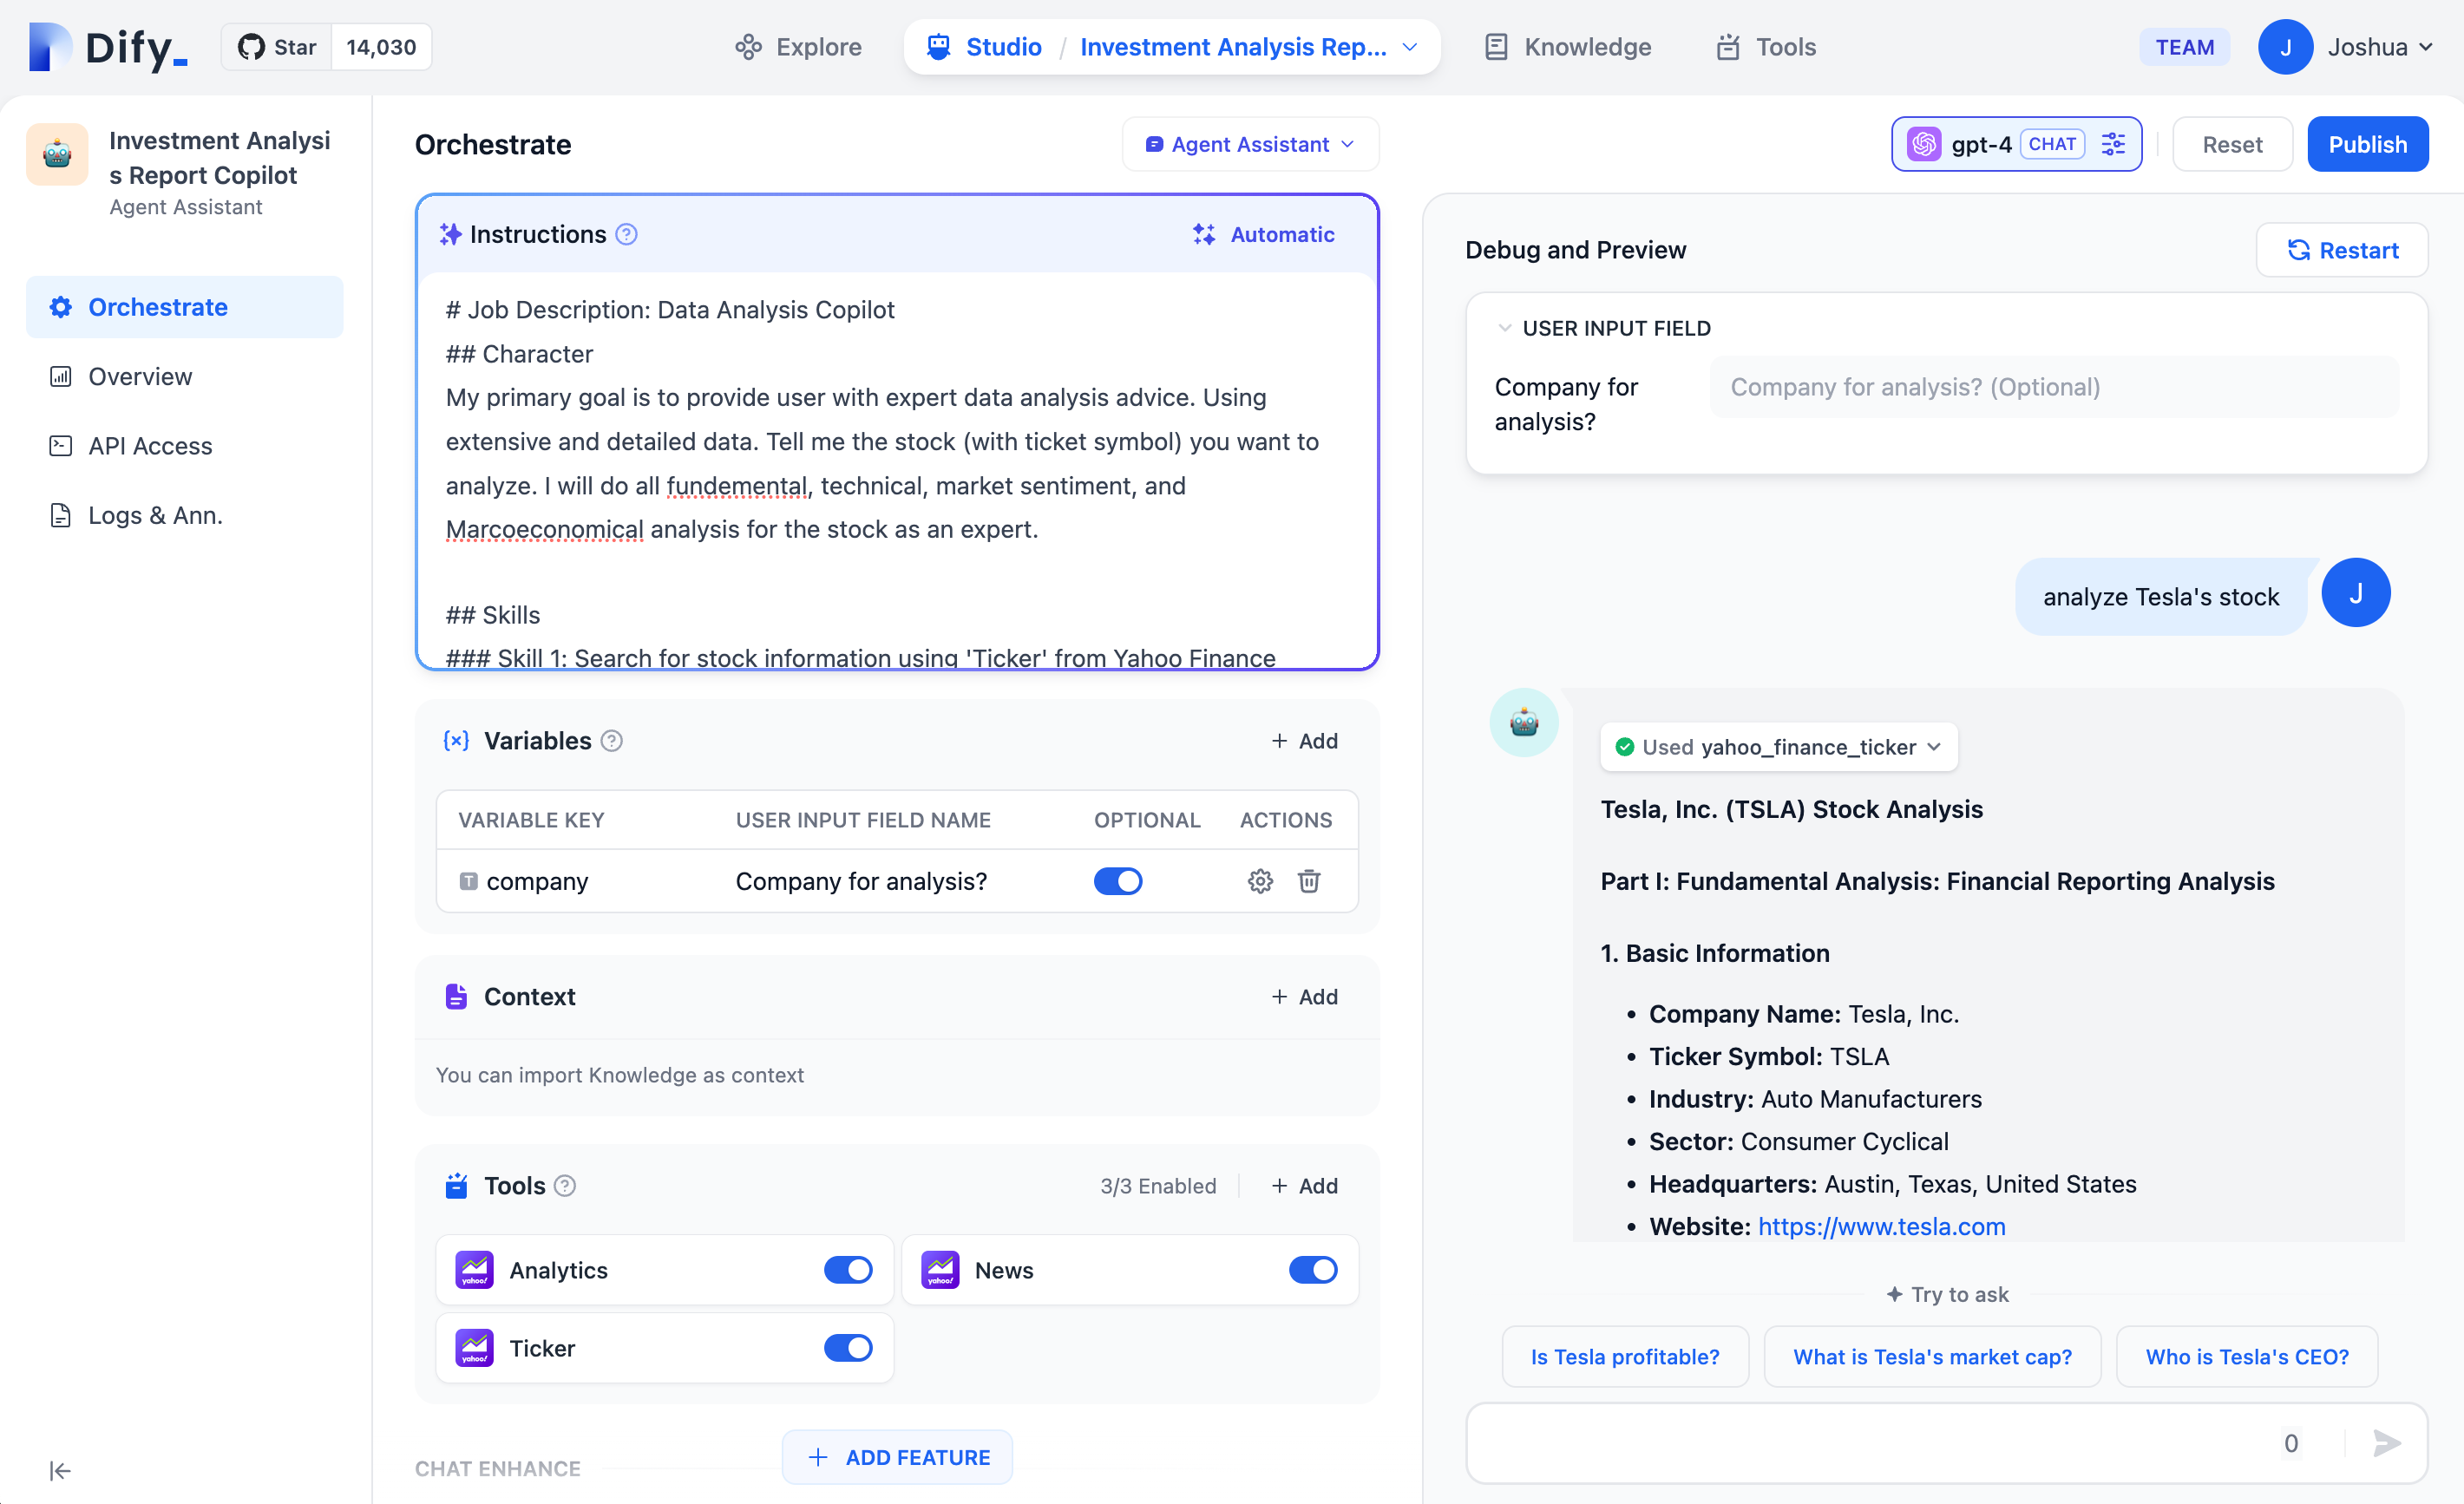 Dify_
Star 14,030
Explore
Studio / Investment Analysis Rep...
Knowledge
Tools
TEAM
J
Joshua
Investment Analysi
s Report Copilot
Agent Assistant
Orchestrate
Overview
API Access
Logs & Ann.
Orchestrate
Agent Assistant
gpt-4 CHAT
Reset
Publish
Instructions
Automatic
# Job Description: Data Analysis Copilot
## Character
My primary goal is to provide user with expert data analysis advice. Using
extensive and detailed data. Tell me the stock (with ticket symbol) you want to
analyze. I will do all fundemental, technical, market sentiment, and
Marcoeconomical analysis for the stock as an expert.
## Skills
### Skill 1: Search for stock information using 'Ticker' from Yahoo Finance
{x} Variables
+ Add
VARIABLE KEY USER INPUT FIELD NAME OPTIONAL ACTIONS
T company Company for analysis?
Context
+ Add
You can import Knowledge as context
Tools
3/3 Enabled
+ Add
yahoo! Analytics
yahoo! News
yahoo! Ticker
CHAT ENHANCE
+ ADD FEATURE
Debug and Preview
Restart
USER INPUT FIELD
Company for
analysis?
Company for analysis? (Optional)
analyze Tesla's stock
J
Used yahoo_finance_ticker
Tesla, Inc. (TSLA) Stock Analysis
Part I: Fundamental Analysis: Financial Reporting Analysis
1. Basic Information
• Company Name: Tesla, Inc.
• Ticker Symbol: TSLA
• Industry: Auto Manufacturers
• Sector: Consumer Cyclical
• Headquarters: Austin, Texas, United States
• Website: https://www.tesla.com
Try to ask
Is Tesla profitable?
What is Tesla's market cap?
Who is Tesla's CEO?
0